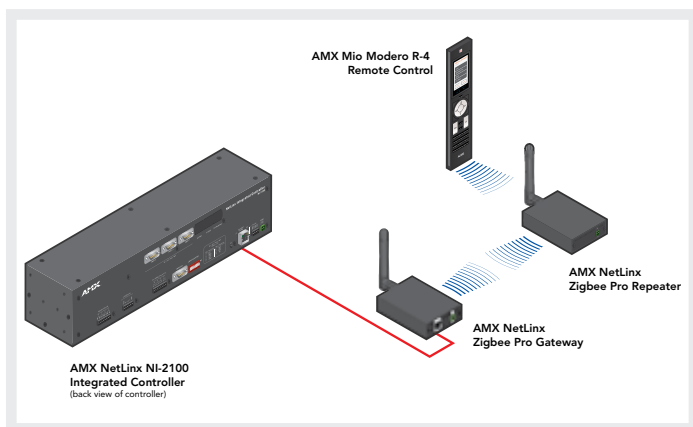 AMX Mio Modero R-4
Remote Control
AMX NetLinx
Zigbee Pro Repeater
AMX NetLinx
Zigbee Pro Gateway
AMX
AMX NetLinx NI-2100
Integrated Controller
(back view of controller)